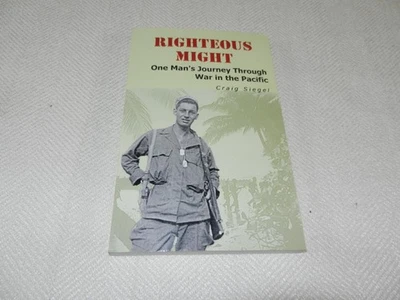 RIGHTEOUS
MIGHT
One Man's Journey Through
War in the Pacific
Craig Siegel